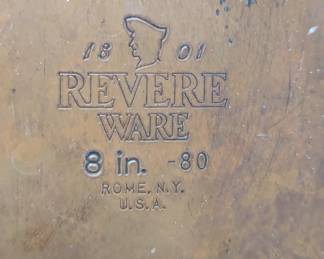 18 01
REVERE
WARE
8 in. -80
ROME, N.Y.
U.S.A.